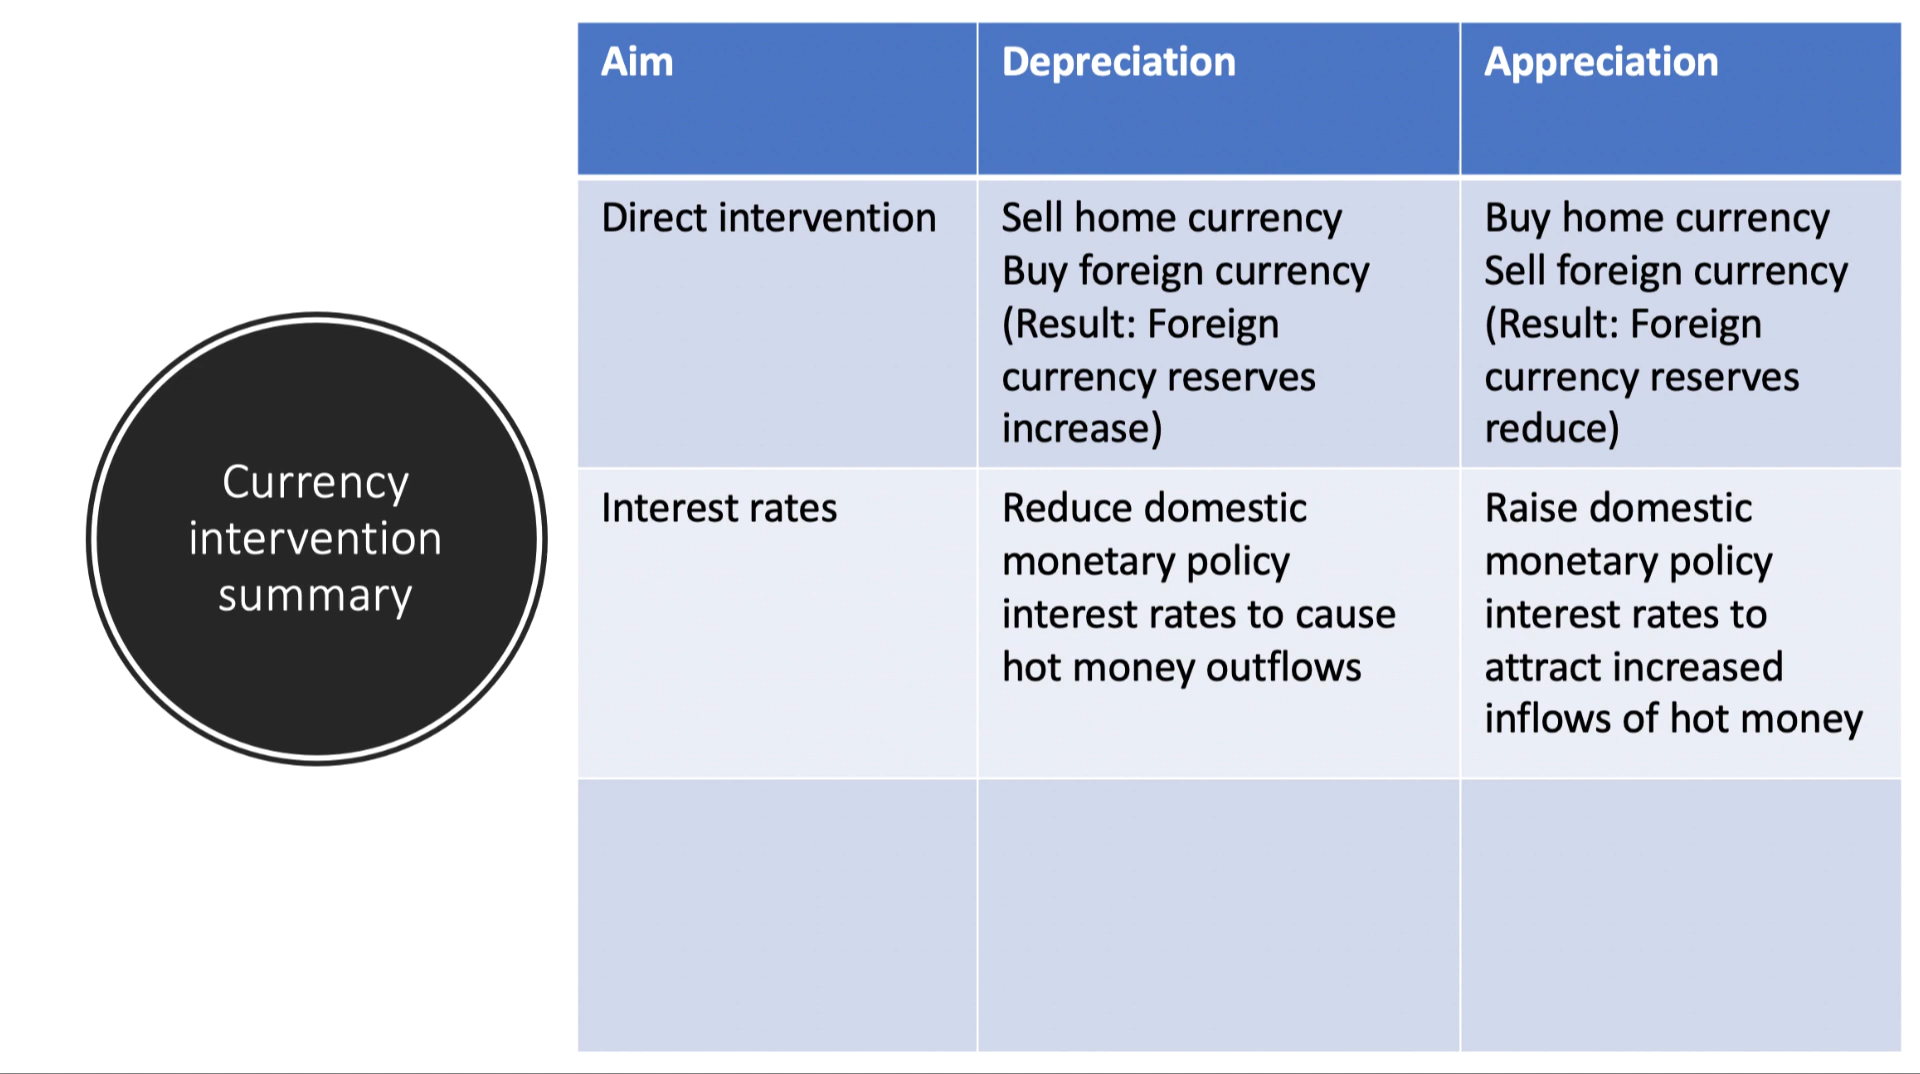 Currency
intervention
summary
Aim
Depreciation
Appreciation
Direct intervention
Sell home currency
Buy foreign currency
(Result: Foreign
currency reserves
increase)
Buy home currency
Sell foreign currency
(Result: Foreign
currency reserves
reduce)
Interest rates
Reduce domestic
monetary policy
interest rates to cause
hot money outflows
Raise domestic
monetary policy
interest rates to
attract increased
inflows of hot money